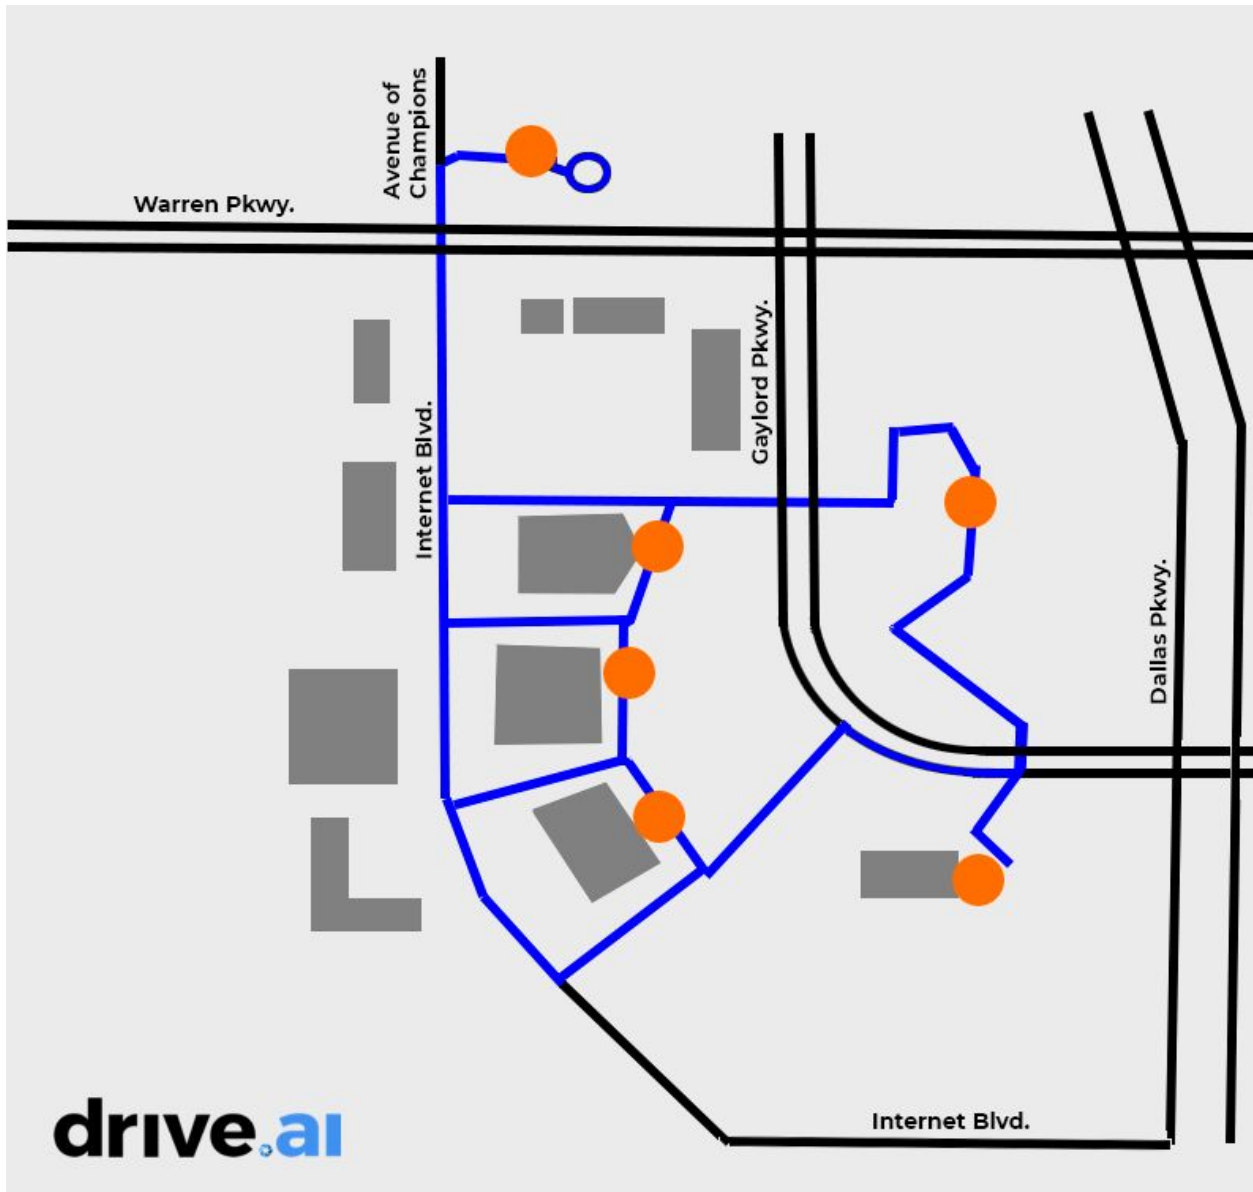 Avenue of
Champions
Warren Pkwy.
Gaylord Pkwy.
Internet Blvd.
Dallas Pkwy.
Internet Blvd.
drive.ai